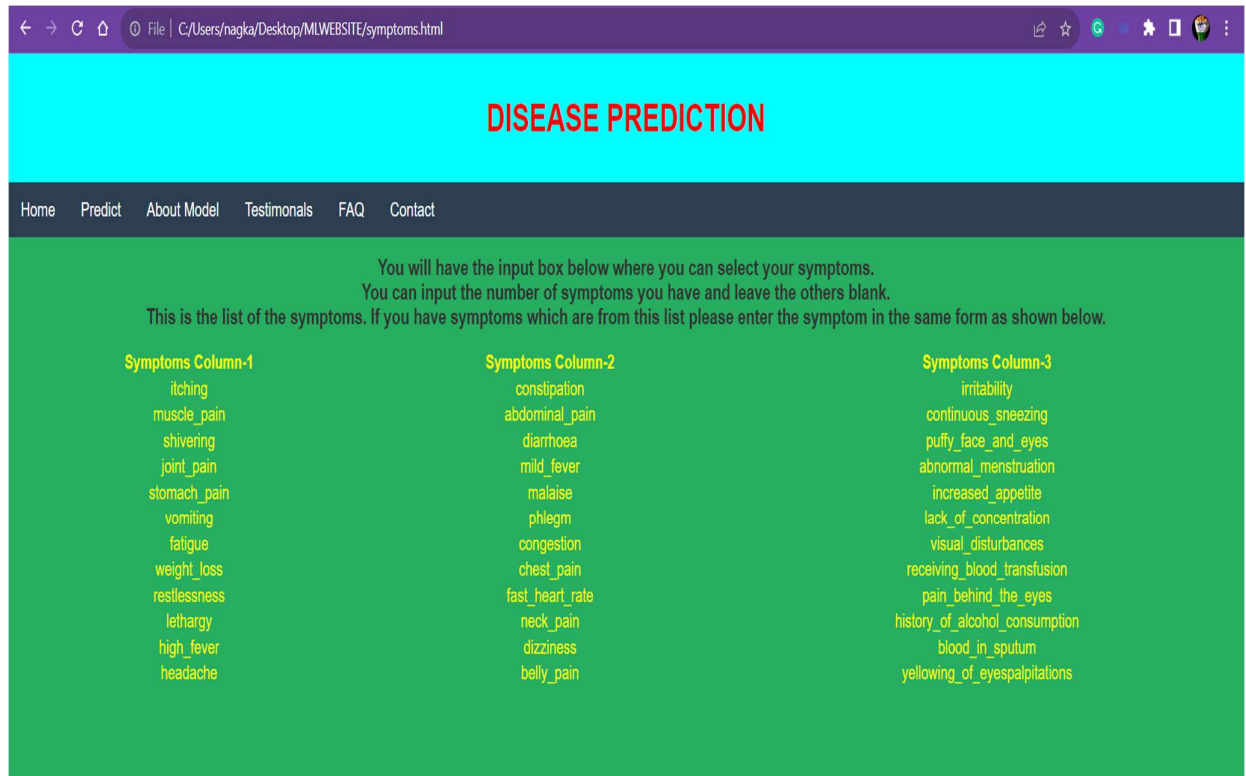 File | C:/Users/nagka/Desktop/MLWEBSITE/symptoms.html
DISEASE PREDICTION
Home Predict About Model Testimonals FAQ Contact
You will have the input box below where you can select your symptoms.
You can input the number of symptoms you have and leave the others blank.
This is the list of the symptoms. If you have symptoms which are from this list please enter the symptom in the same form as shown below.
Symptoms Column-1 Symptoms Column-2 Symptoms Column-3
itching constipation irritability
muscle_pain abdominal_pain continuous_sneezing
shivering diarrhoea puffy_face_and_eyes
joint_pain mild_fever abnormal_menstruation
stomach_pain malaise increased_appetite
vomiting phlegm lack_of_concentration
fatigue congestion visual_disturbances
weight_loss chest_pain receiving_blood_transfusion
restlessness fast_heart_rate pain_behind_the_eyes
lethargy neck_pain history_of_alcohol_consumption
high_fever dizziness blood_in_sputum
headache belly_pain yellowing_of_eyespalpitations